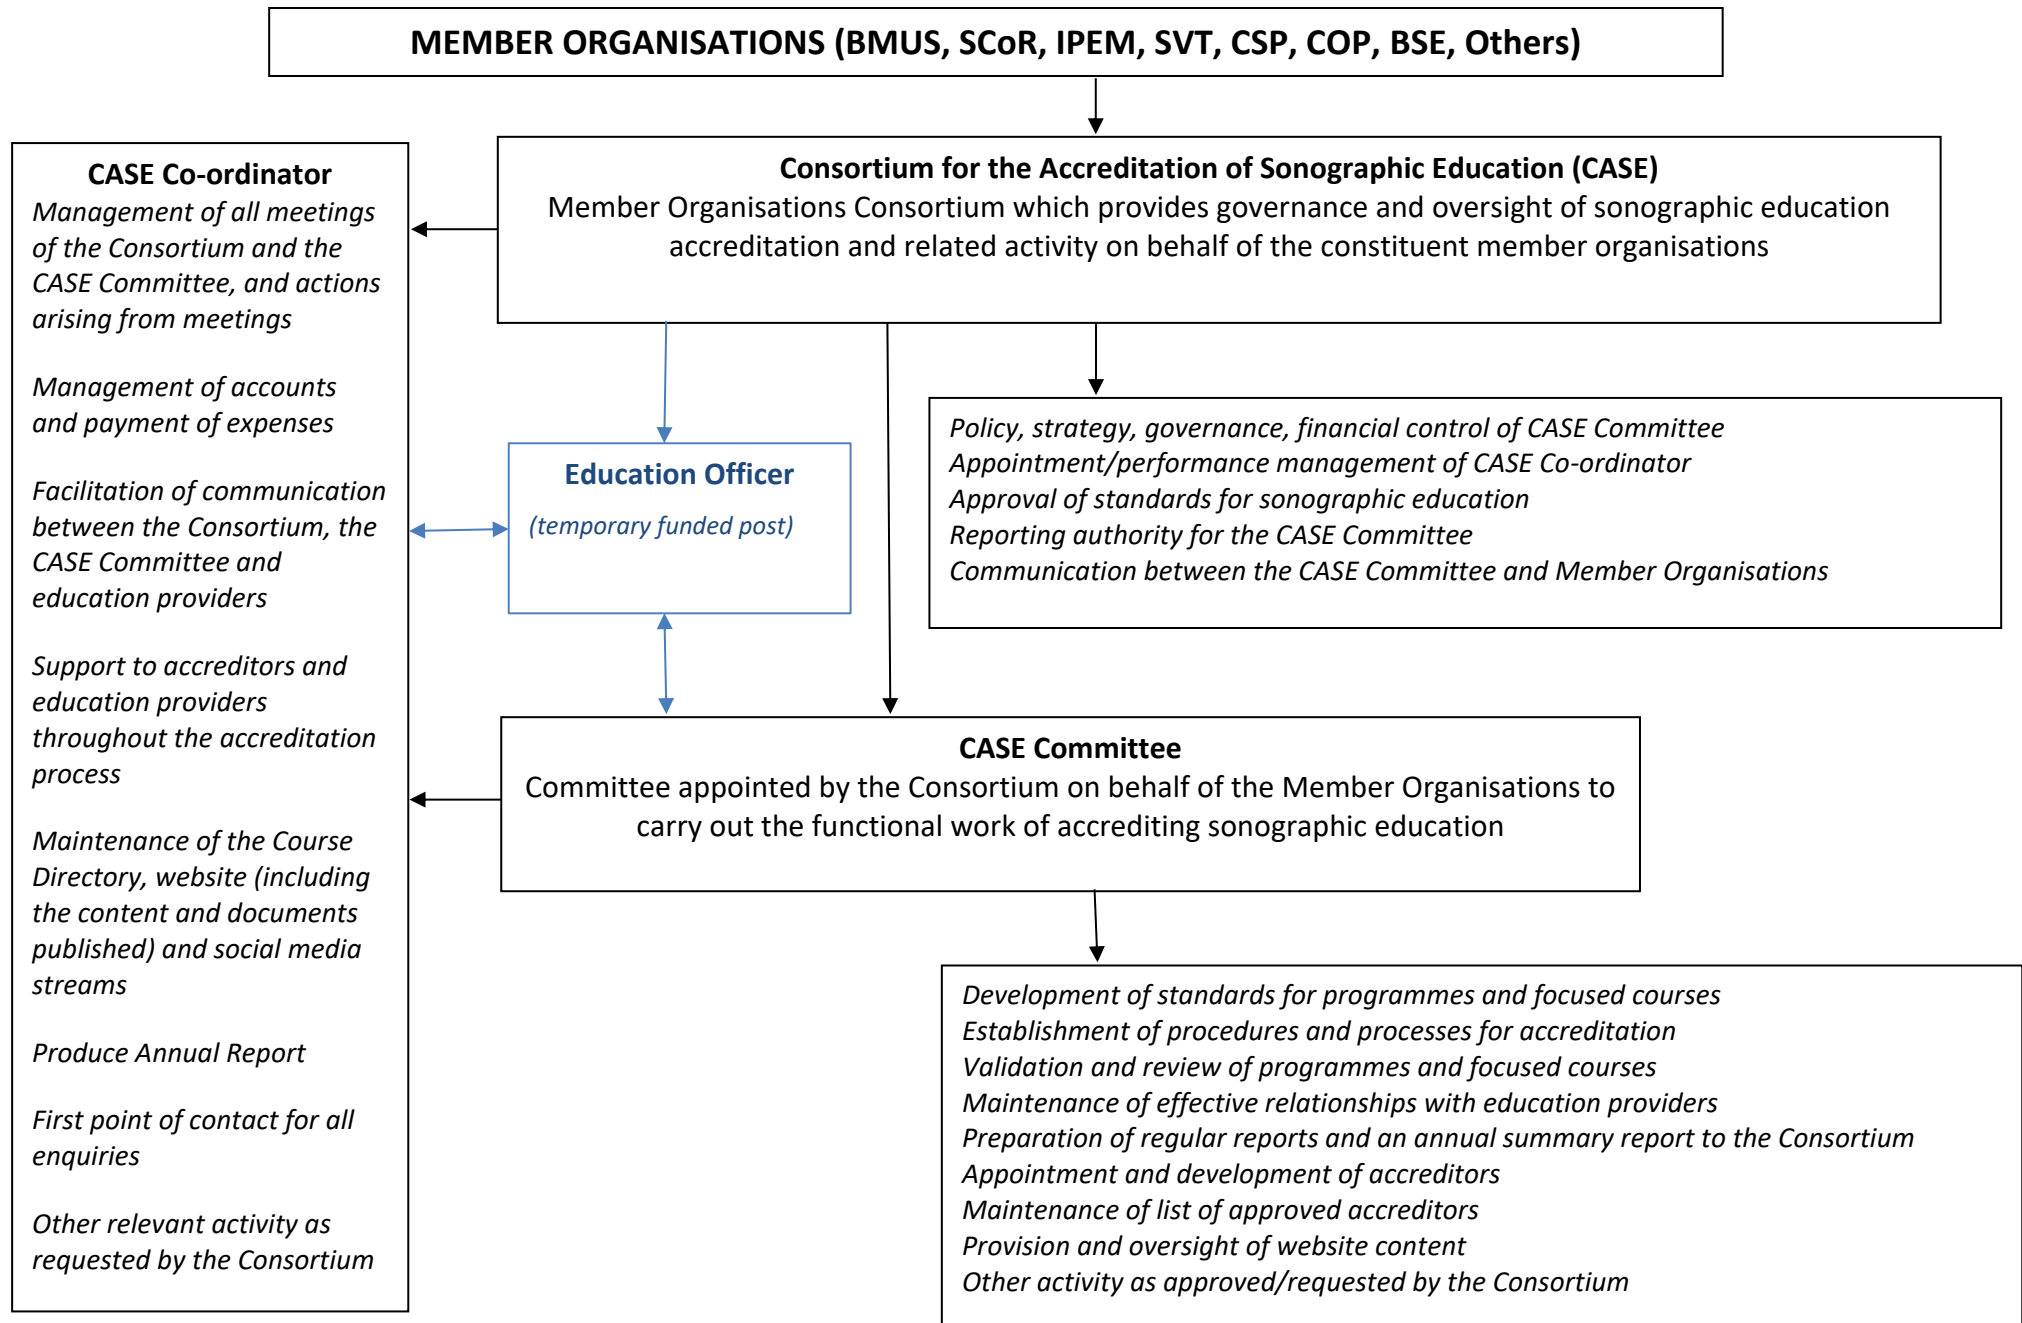 MEMBER ORGANISATIONS (BMUS, SCoR, IPEM, SVT, CSP, COP, BSE, Others)
Consortium for the Accreditation of Sonographic Education (CASE)
Member Organisations Consortium which provides governance and oversight of sonographic education
accreditation and related activity on behalf of the constituent member organisations
CASE Co-ordinator
Management of all meetings
of the Consortium and the
CASE Committee, and actions
arising from meetings
Management of accounts
and payment of expenses
Facilitation of communication
between the Consortium, the
CASE Committee and
education providers
Support to accreditors and
education providers
throughout the accreditation
process
Maintenance of the Course
Directory, website (including
the content and documents
published) and social media
streams
Produce Annual Report
First point of contact for all
enquiries
Other relevant activity as
requested by the Consortium
Education Officer
(temporary funded post)
Policy, strategy, governance, financial control of CASE Committee
Appointment/performance management of CASE Co-ordinator
Approval of standards for sonographic education
Reporting authority for the CASE Committee
Communication between the CASE Committee and Member Organisations
CASE Committee
Committee appointed by the Consortium on behalf of the Member Organisations to
carry out the functional work of accrediting sonographic education
Development of standards for programmes and focused courses
Establishment of procedures and processes for accreditation
Validation and review of programmes and focused courses
Maintenance of effective relationships with education providers
Preparation of regular reports and an annual summary report to the Consortium
Appointment and development of accreditors
Maintenance of list of approved accreditors
Provision and oversight of website content
Other activity as approved/requested by the Consortium